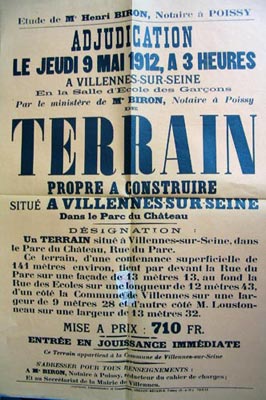 Etude de Mᵉ Henri BIRON, Notaire à POISSY
ADJUDICATION
LE JEUDI 9 MAI 1912, A 3 HEURES
A VILLENNES-SUR-SEINE
En la Salle d'Ecole des Garçons
Par le ministère de Mᵉ BIRON, Notaire à Poissy
DE
TERRAIN
PROPRE A CONSTRUIRE
SITUÉ A VILLENNES-SUR-SEINE
Dans le Parc du Château
DÉSIGNATION :
Un TERRAIN situé à Villennes-sur-Seine, dans
le Parc du Château, Rue du Parc.
Ce terrain, d'une contenance superficielle de
141 mètres environ, tient par devant la Rue du
Parc sur une façade de 13 mètres 13, au fond la
Rue des Ecoles sur une longueur de 12 mètres 43,
d'un côté la Commune de Villennes sur une lar-
geur de 9 mètres 28 et d'autre côté M. Louston-
neau sur une largeur de 13 mètres 32.
MISE A PRIX : 710 FR.
ENTRÉE EN JOUISSANCE IMMÉDIATE
Ce Terrain appartient à la Commune de Villennes-sur-Seine
S'ADRESSER POUR TOUS RENSEIGNEMENTS :
A Mᵉ BIRON, Notaire à Poissy, rédacteur du cahier de charges;
Et au Secrétariat de la Mairie de Villennes.